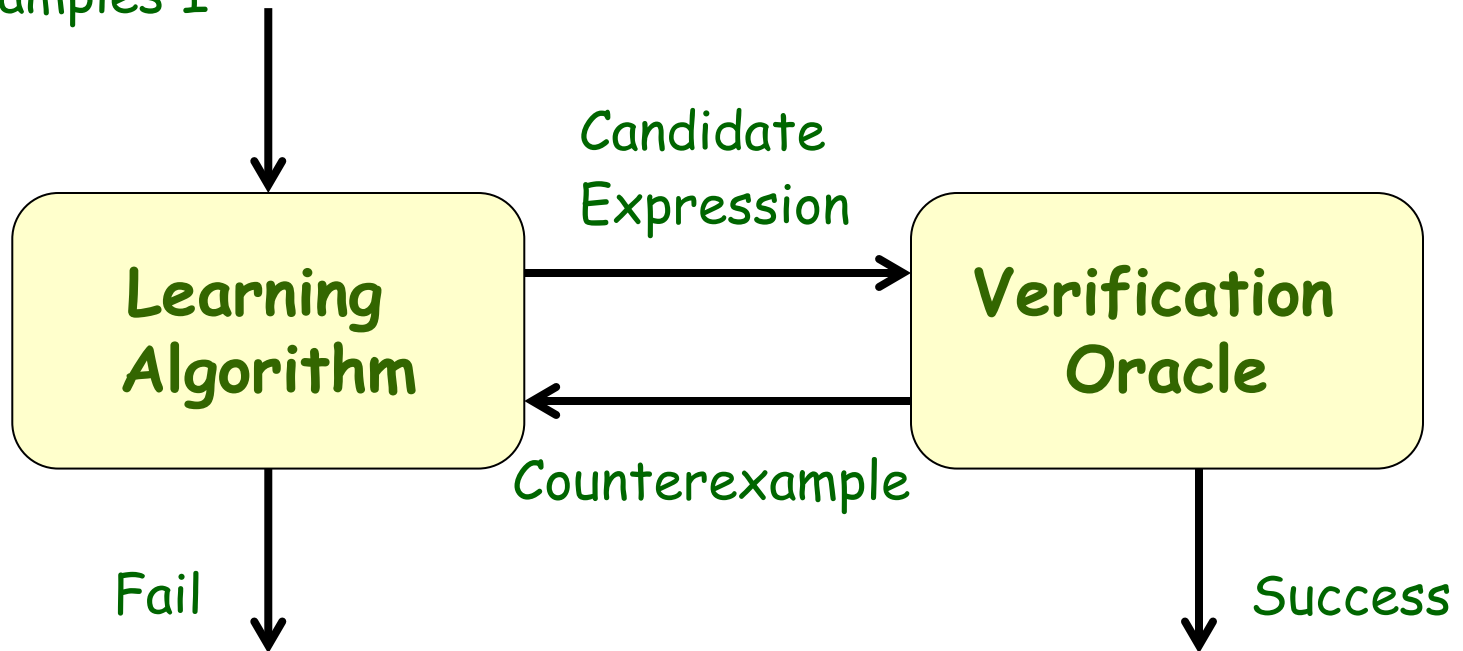 Candidate
Expression
Learning
Algorithm
Verification
Oracle
Counterexample
Fail
Success